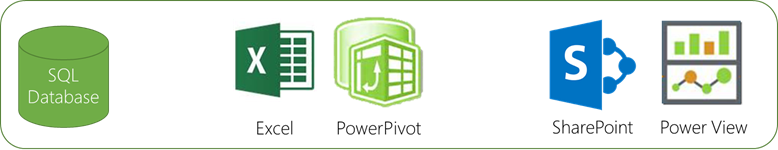 SQL
Database
X
Excel
PowerPivot
S
SharePoint
Power View